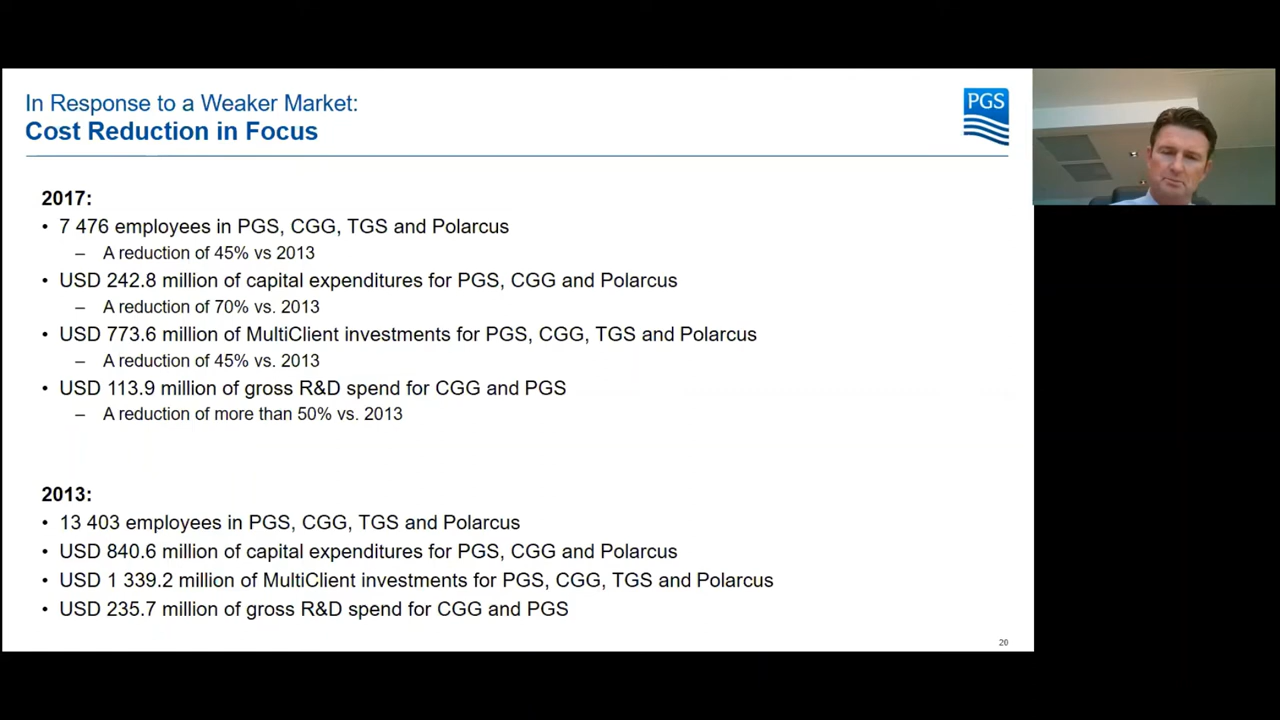 In Response to a Weaker Market:
Cost Reduction in Focus
PGS
2017:
• 7 476 employees in PGS, CGG, TGS and Polarcus
– A reduction of 45% vs 2013
• USD 242.8 million of capital expenditures for PGS, CGG and Polarcus
– A reduction of 70% vs. 2013
• USD 773.6 million of MultiClient investments for PGS, CGG, TGS and Polarcus
– A reduction of 45% vs. 2013
• USD 113.9 million of gross R&D spend for CGG and PGS
– A reduction of more than 50% vs. 2013
2013:
• 13 403 employees in PGS, CGG, TGS and Polarcus
• USD 840.6 million of capital expenditures for PGS, CGG and Polarcus
• USD 1 339.2 million of MultiClient investments for PGS, CGG, TGS and Polarcus
• USD 235.7 million of gross R&D spend for CGG and PGS
20